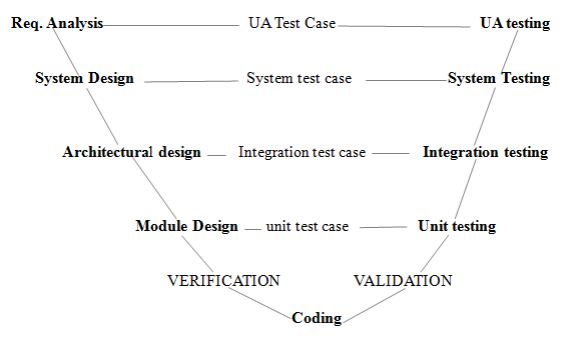 Req. Analysis UA Test Case UA testing
System Design System test case System Testing
Architectural design Integration test case Integration testing
Module Design unit test case Unit testing
VERIFICATION VALIDATION
Coding